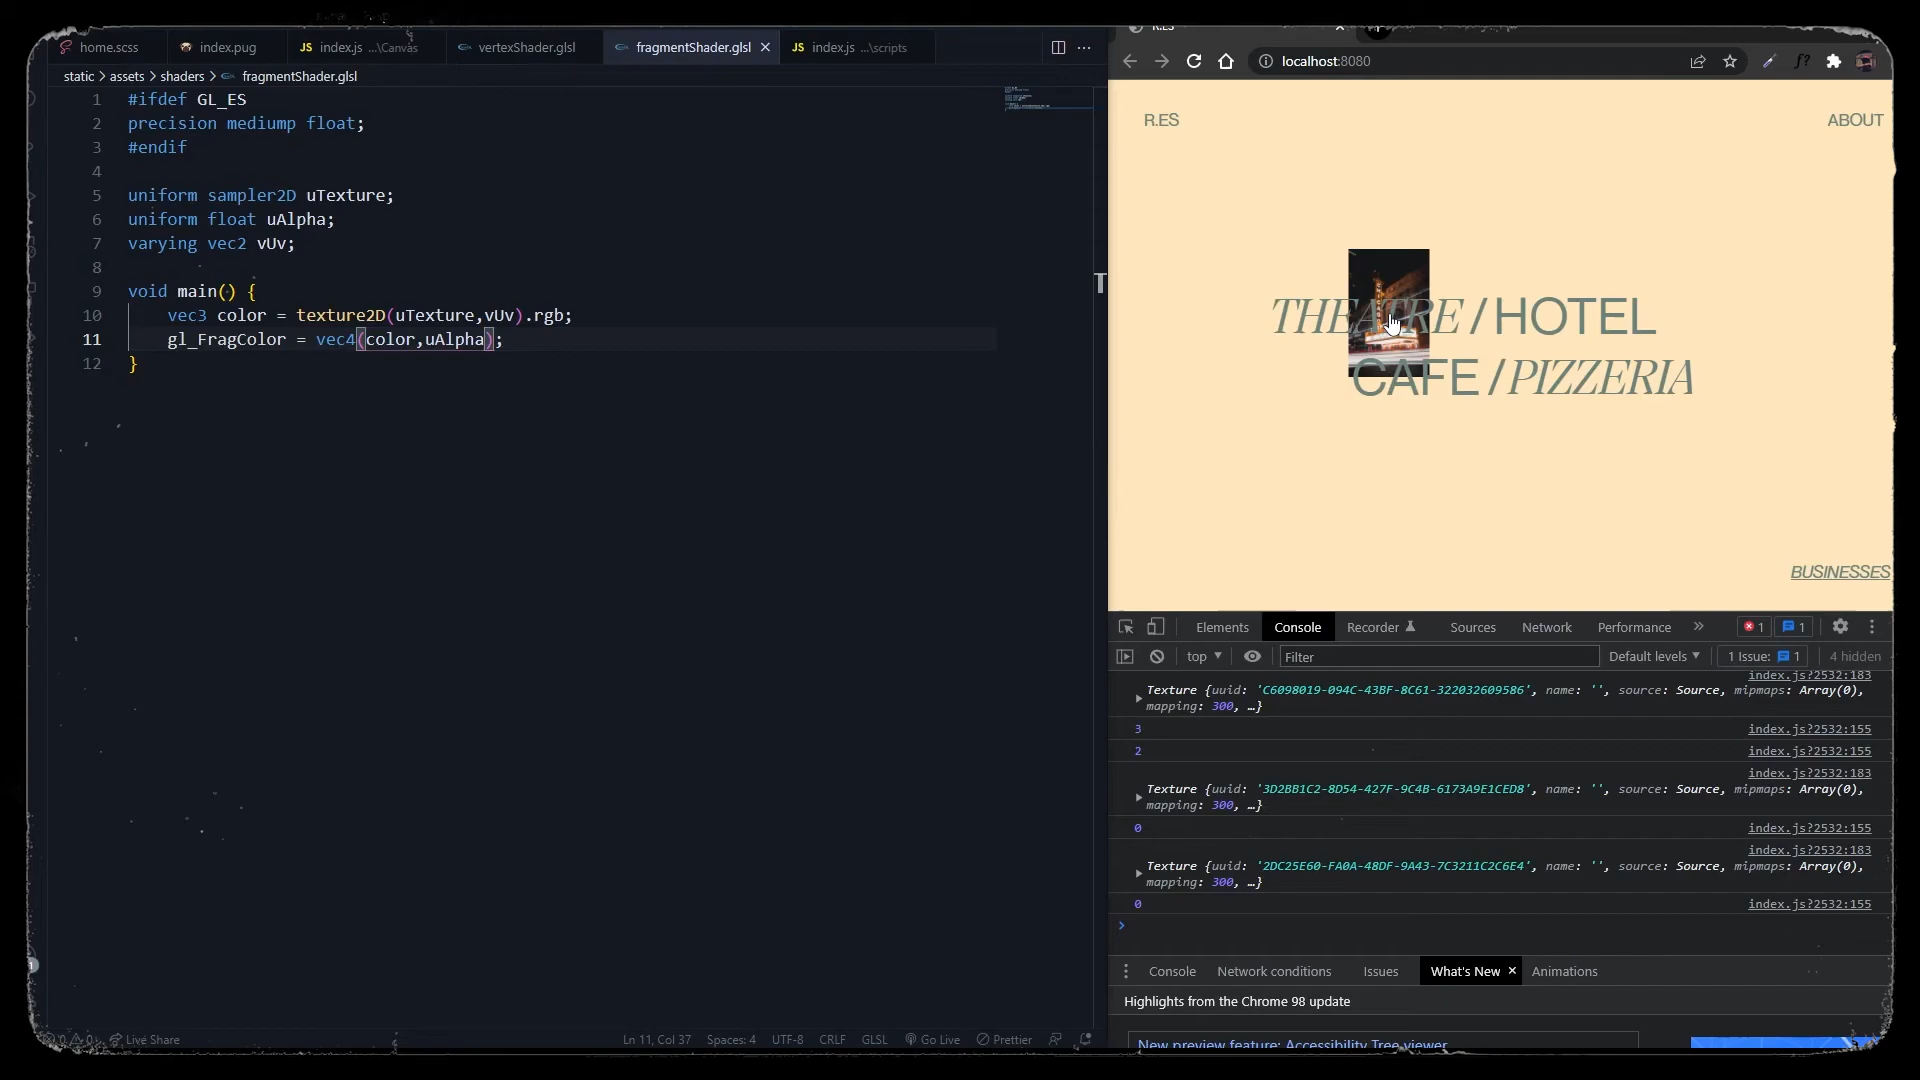 home.scss
index.pug
JS index.js ...\Canvas
vertexShader.glsl
fragmentShader.glsl
JS index.js ...\scripts
static > assets > shaders > fragmentShader.glsl
1 #ifdef GL_ES
2 precision mediump float;
3 #endif
4
5 uniform sampler2D uTexture;
6 uniform float uAlpha;
7 varying vec2 vUv;
8
9 void main() {
10 vec3 color = texture2D(uTexture,vUv).rgb;
11 gl_FragColor = vec4(color,uAlpha);
12 }
Live Share
Ln 11, Col 37
Spaces: 4
UTF-8
CRLF
GLSL
Go Live
Prettier
R.ES
localhost:8080
R.ES
ABOUT
THEATRE / HOTEL
CAFE / PIZZERIA
BUSINESSES
Elements
Console
Recorder
Sources
Network
Performance
1
1
top
Filter
Default levels
1 Issue: 1
4 hidden
index.js?2532:183
Texture {uuid: 'C6098019-094C-43BF-8C61-322032609586', name: '', source: Source, mipmaps: Array(0),
mapping: 300, …}
3 index.js?2532:155
2 index.js?2532:155
index.js?2532:183
Texture {uuid: '3D2BB1C2-8D54-427F-9C4B-6173A9E1CED8', name: '', source: Source, mipmaps: Array(0),
mapping: 300, …}
0 index.js?2532:155
index.js?2532:183
Texture {uuid: '2DC25E60-FA0A-48DF-9A43-7C3211C2C6E4', name: '', source: Source, mipmaps: Array(0),
mapping: 300, …}
0 index.js?2532:155
Console
Network conditions
Issues
What's New
Animations
Highlights from the Chrome 98 update
New preview feature: Accessibility Tree viewer